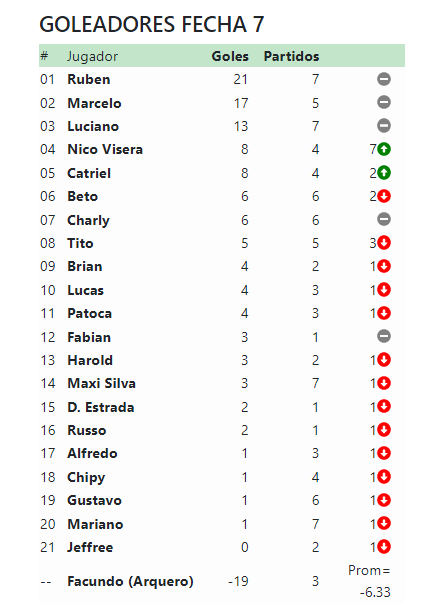 GOLEADORES FECHA 7
# Jugador Goles Partidos
01 Ruben 21 7
02 Marcelo 17 5
03 Luciano 13 7
04 Nico Visera 8 4 7
05 Catriel 8 4 2
06 Beto 6 6 2
07 Charly 6 6
08 Tito 5 5 3
09 Brian 4 2 1
10 Lucas 4 3 1
11 Patoca 4 3 1
12 Fabian 3 1
13 Harold 3 2 1
14 Maxi Silva 3 7 1
15 D. Estrada 2 1 1
16 Russo 2 1 1
17 Alfredo 1 3 1
18 Chipy 1 4 1
19 Gustavo 1 6 1
20 Mariano 1 7 1
21 Jeffree 0 2 1
-- Facundo (Arquero) -19 3 Prom=
-6.33